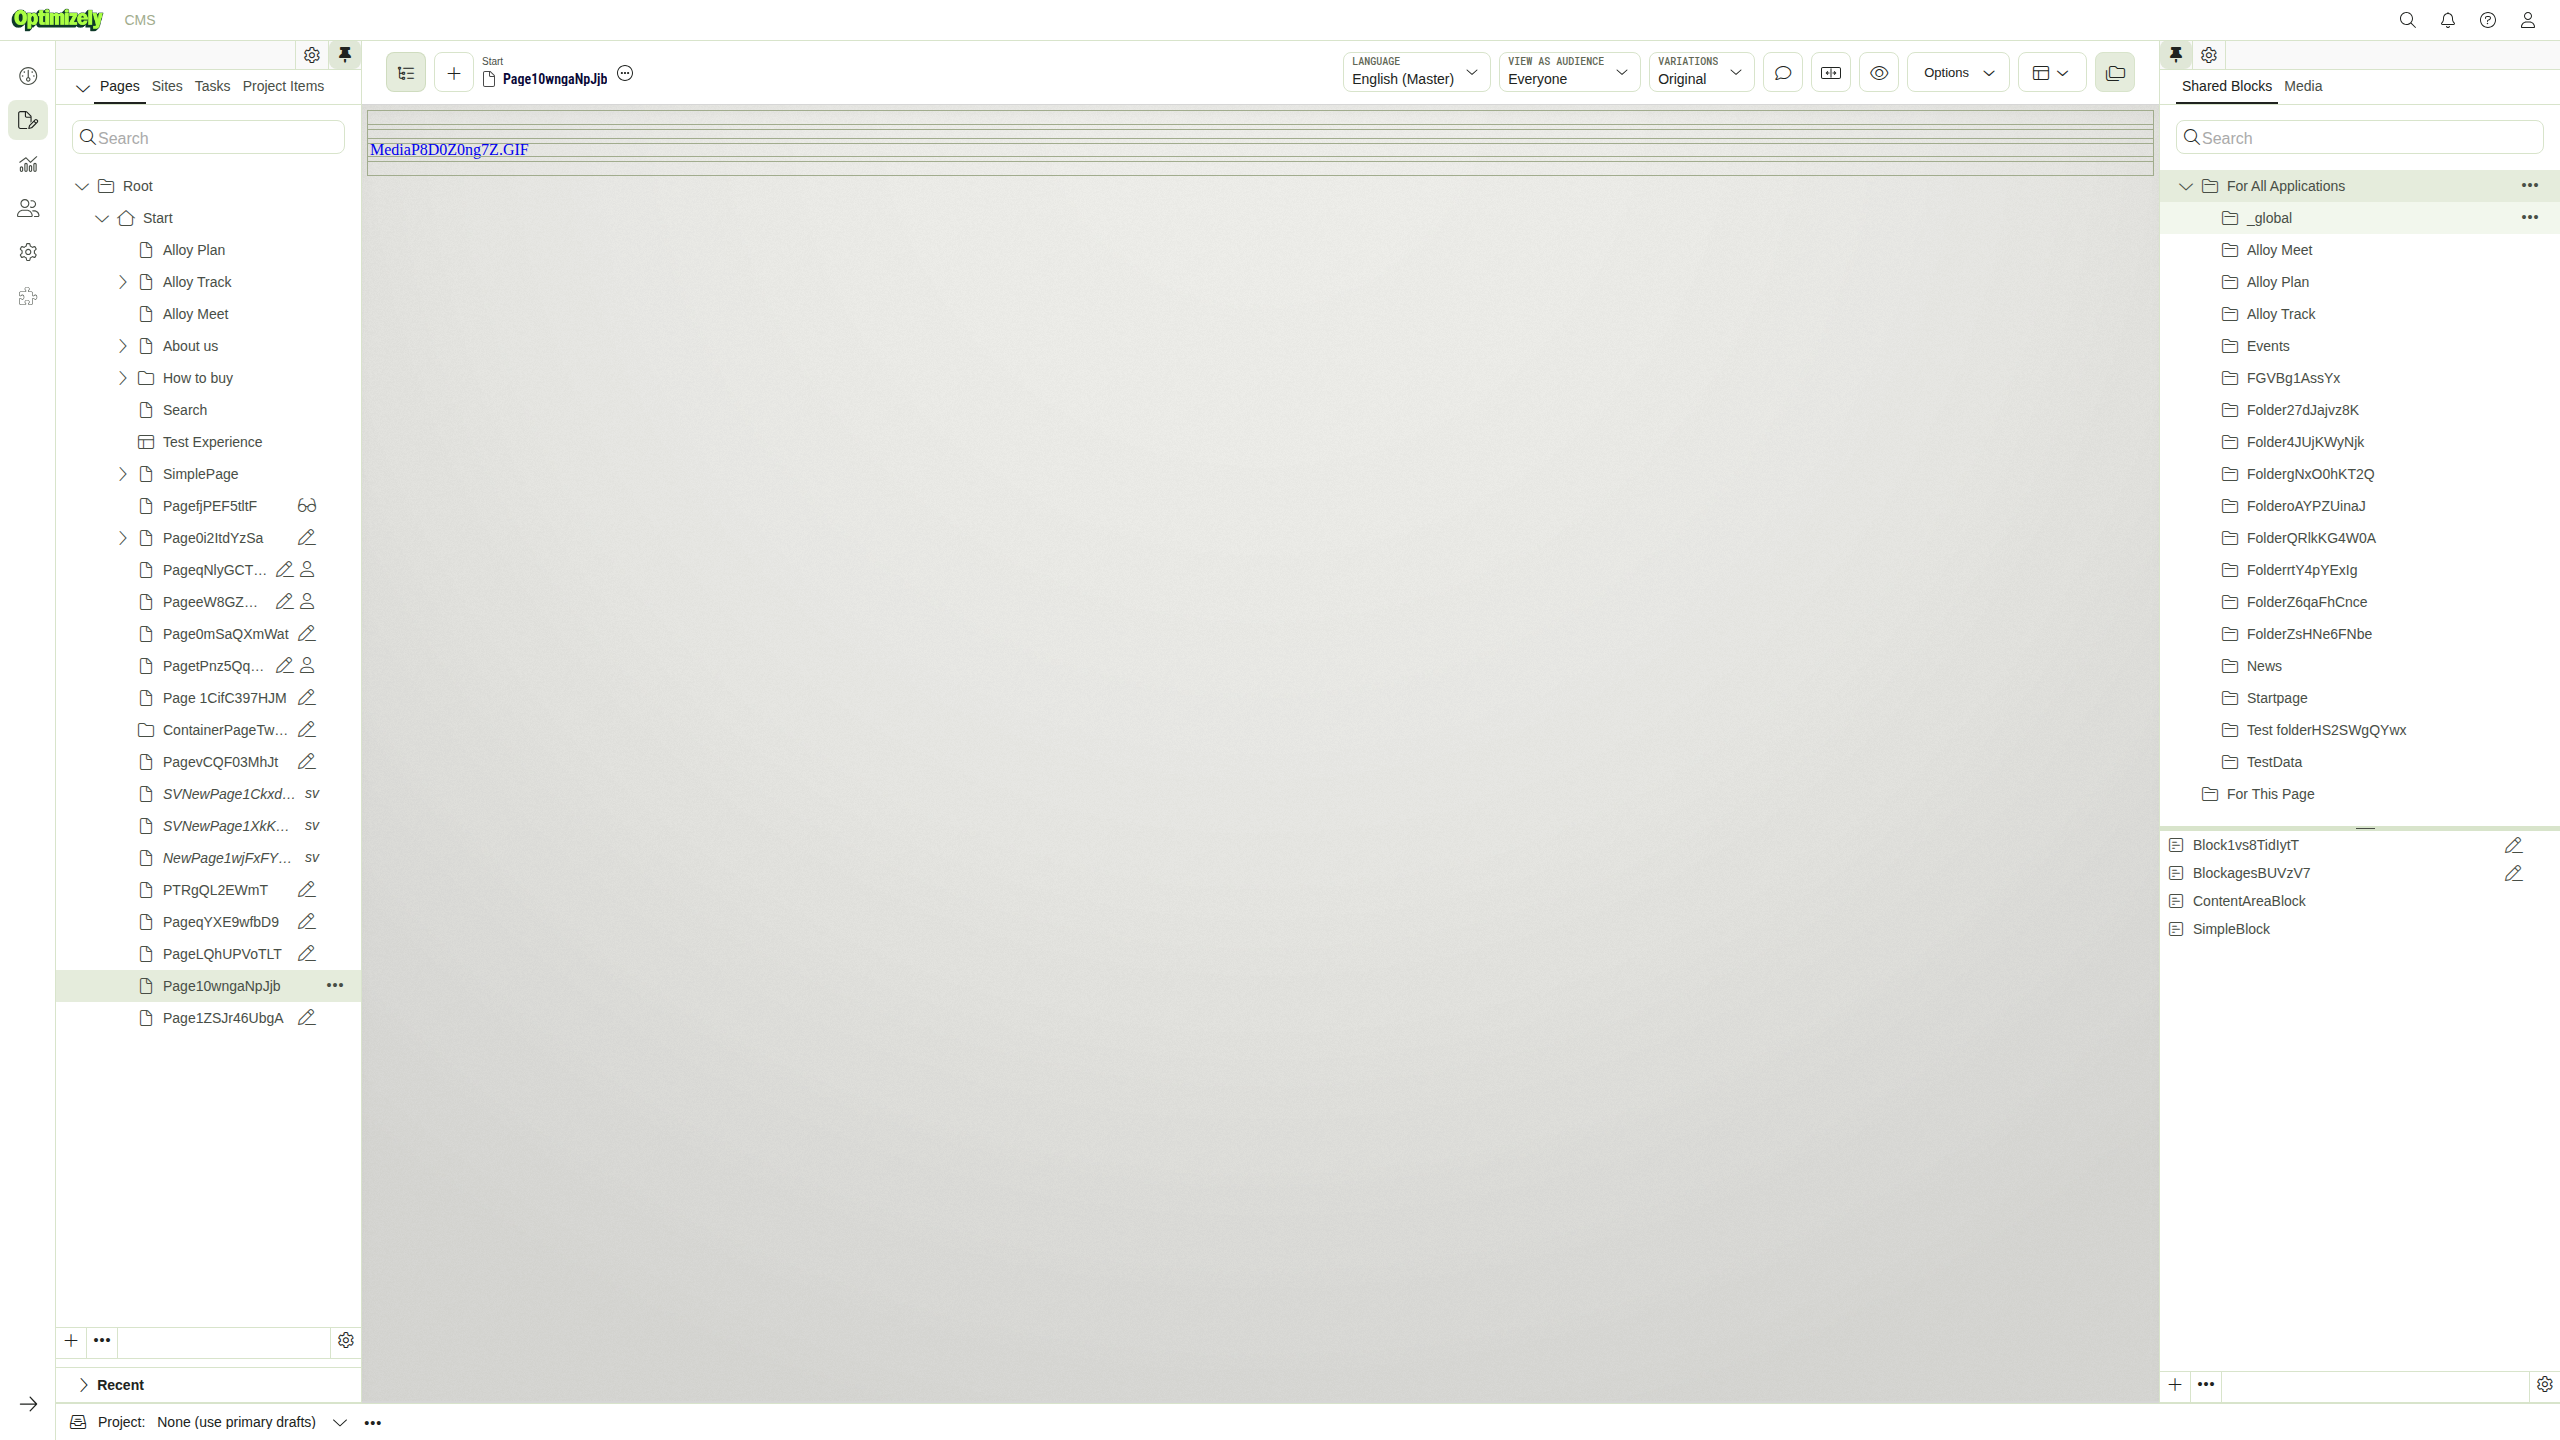 Optimizely CMS
Pages Sites Tasks Project Items
Search
Root
Start
Alloy Plan
Alloy Track
Alloy Meet
About us
How to buy
Search
Test Experience
SimplePage
PagefjPEF5tltF
Page0i2ItdYzSa
PageqNlyGCT…
PageeW8GZ…
Page0mSaQXmWat
PagetPnz5Qq…
Page 1CifC397HJM
ContainerPageTw…
PagevCQF03MhJt
SVNewPage1Ckxd… sv
SVNewPage1XkK… sv
NewPage1wjFxFY… sv
PTRgQL2EWmT
PageqYXE9wfbD9
PageLQhUPVoTLT
Page10wngaNpJjb
Page1ZSJr46UbgA
Recent
Project: None (use primary drafts)
Start
Page10wngaNpJjb
LANGUAGE
English (Master)
VIEW AS AUDIENCE
Everyone
VARIATIONS
Original
Options
MediaP8D0Z0ng7Z.GIF
Shared Blocks Media
Search
For All Applications
_global
Alloy Meet
Alloy Plan
Alloy Track
Events
FGVBg1AssYx
Folder27dJajvz8K
Folder4JUjKWyNjk
FoldergNxO0hKT2Q
FolderoAYPZUinaJ
FolderQRlkKG4W0A
FolderrtY4pYExIg
FolderZ6qaFhCnce
FolderZsHNe6FNbe
News
Startpage
Test folderHS2SWgQYwx
TestData
For This Page
Block1vs8TidIytT
BlockagesBUVzV7
ContentAreaBlock
SimpleBlock